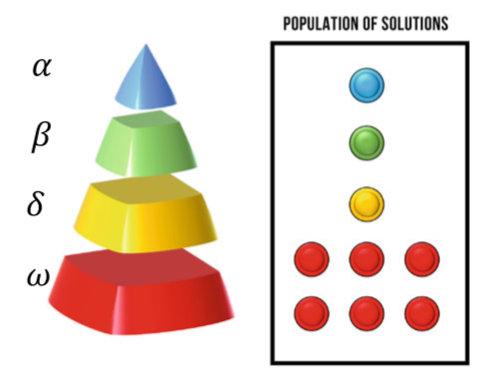 POPULATION OF SOLUTIONS
α
β
δ
ω